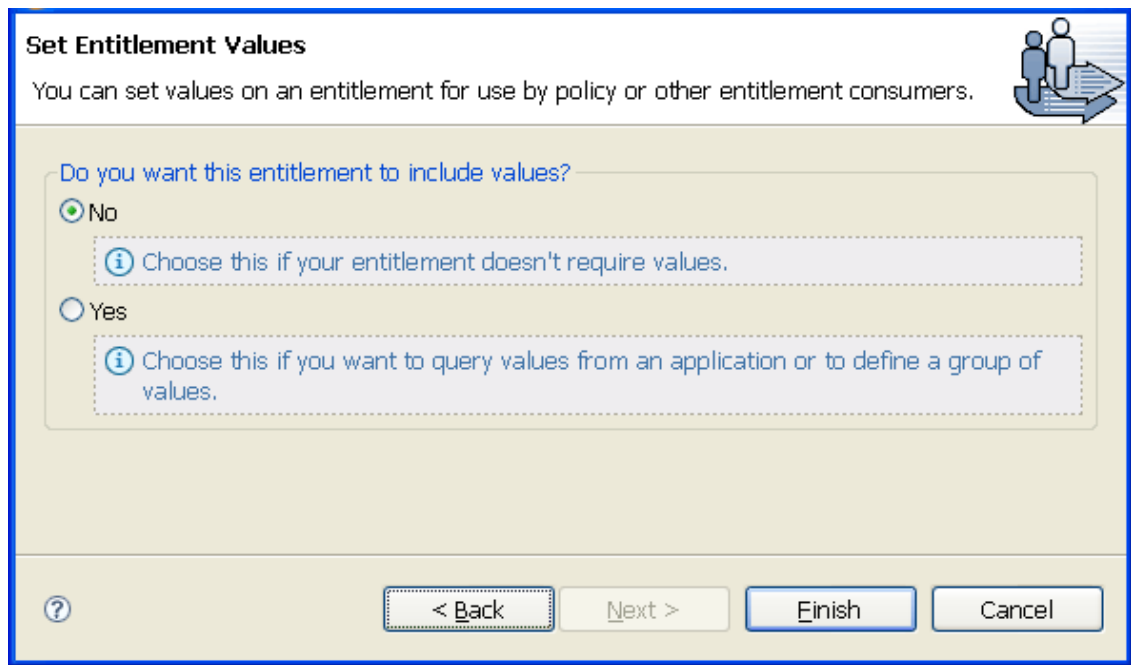 Set Entitlement Values
You can set values on an entitlement for use by policy or other entitlement consumers.
Do you want this entitlement to include values?
No
Choose this if your entitlement doesn't require values.
Yes
Choose this if you want to query values from an application or to define a group of
values.
< Back Next > Finish Cancel